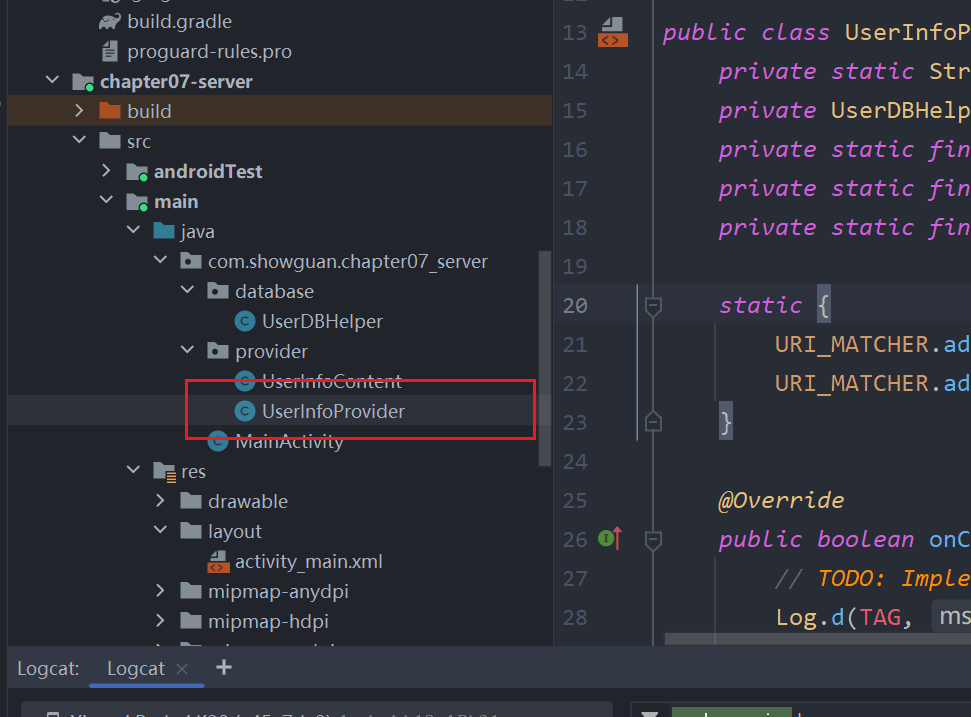 build.gradle
proguard-rules.pro
chapter07-server
build
src
androidTest
main
java
com.showguan.chapter07_server
database
UserDBHelper
provider
UserInfoContent
UserInfoProvider
MainActivity
res
drawable
layout
activity_main.xml
mipmap-anydpi
mipmap-hdpi
13 public class UserInfoP
14 private static Str
15 private UserDBHelp
16 private static fin
17 private static fin
18 private static fin
19
20 static {
21 URI_MATCHER.ad
22 URI_MATCHER.ad
23 }
24
25 @Override
26 public boolean onC
27 // TODO: Imple
28 Log.d(TAG, ms
Logcat: Logcat × +